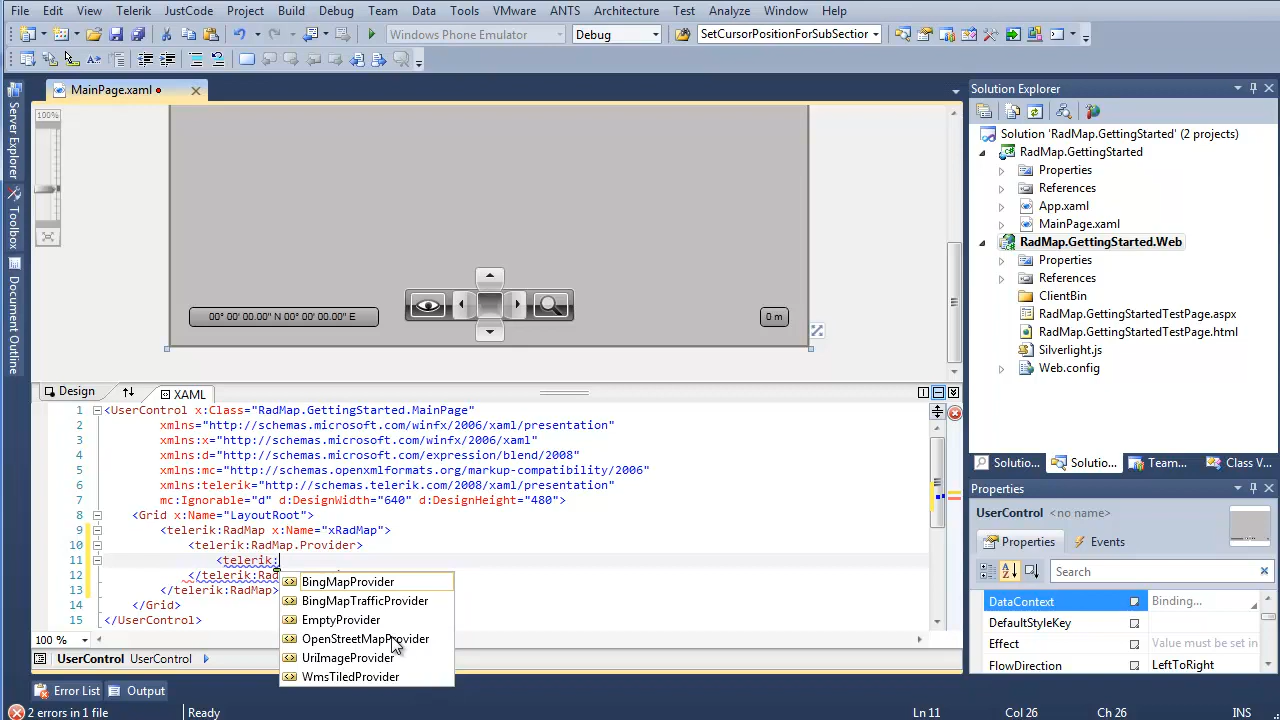 File Edit View Telerik JustCode Project Build Debug Team Data Tools VMware ANTS Architecture Test Analyze Window Help
Windows Phone Emulator Debug SetCursorPositionForSubSection
MainPage.xaml
Solution Explorer
100%
Server Explorer
Toolbox
Document Outline
Solution 'RadMap.GettingStarted' (2 projects)
RadMap.GettingStarted
Properties
References
App.xaml
MainPage.xaml
RadMap.GettingStarted.Web
Properties
References
ClientBin
RadMap.GettingStartedTestPage.aspx
RadMap.GettingStartedTestPage.html
Silverlight.js
Web.config
00° 00' 00.00" N 00° 00' 00.00" E
0 m
Design XAML
1 <UserControl x:Class="RadMap.GettingStarted.MainPage"
2 xmlns="http://schemas.microsoft.com/winfx/2006/xaml/presentation"
3 xmlns:x="http://schemas.microsoft.com/winfx/2006/xaml"
4 xmlns:d="http://schemas.microsoft.com/expression/blend/2008"
5 xmlns:mc="http://schemas.openxmlformats.org/markup-compatibility/2006"
6 xmlns:telerik="http://schemas.telerik.com/2008/xaml/presentation"
7 mc:Ignorable="d" d:DesignWidth="640" d:DesignHeight="480">
8 <Grid x:Name="LayoutRoot">
9 <telerik:RadMap x:Name="xRadMap">
10 <telerik:RadMap.Provider>
11 <telerik:
12 </telerik:Rad
13 </telerik:RadMap>
14 </Grid>
15 </UserControl>
BingMapProvider
BingMapTrafficProvider
EmptyProvider
OpenStreetMapProvider
UriImageProvider
WmsTiledProvider
100 %
UserControl UserControl
Solutio... Solutio... Team... Class V...
Properties
UserControl <no name>
Properties Events
Search
DataContext Binding...
DefaultStyleKey
Effect Value must be set in
FlowDirection LeftToRight
Error List Output
2 errors in 1 file Ready Ln 11 Col 26 Ch 26 INS